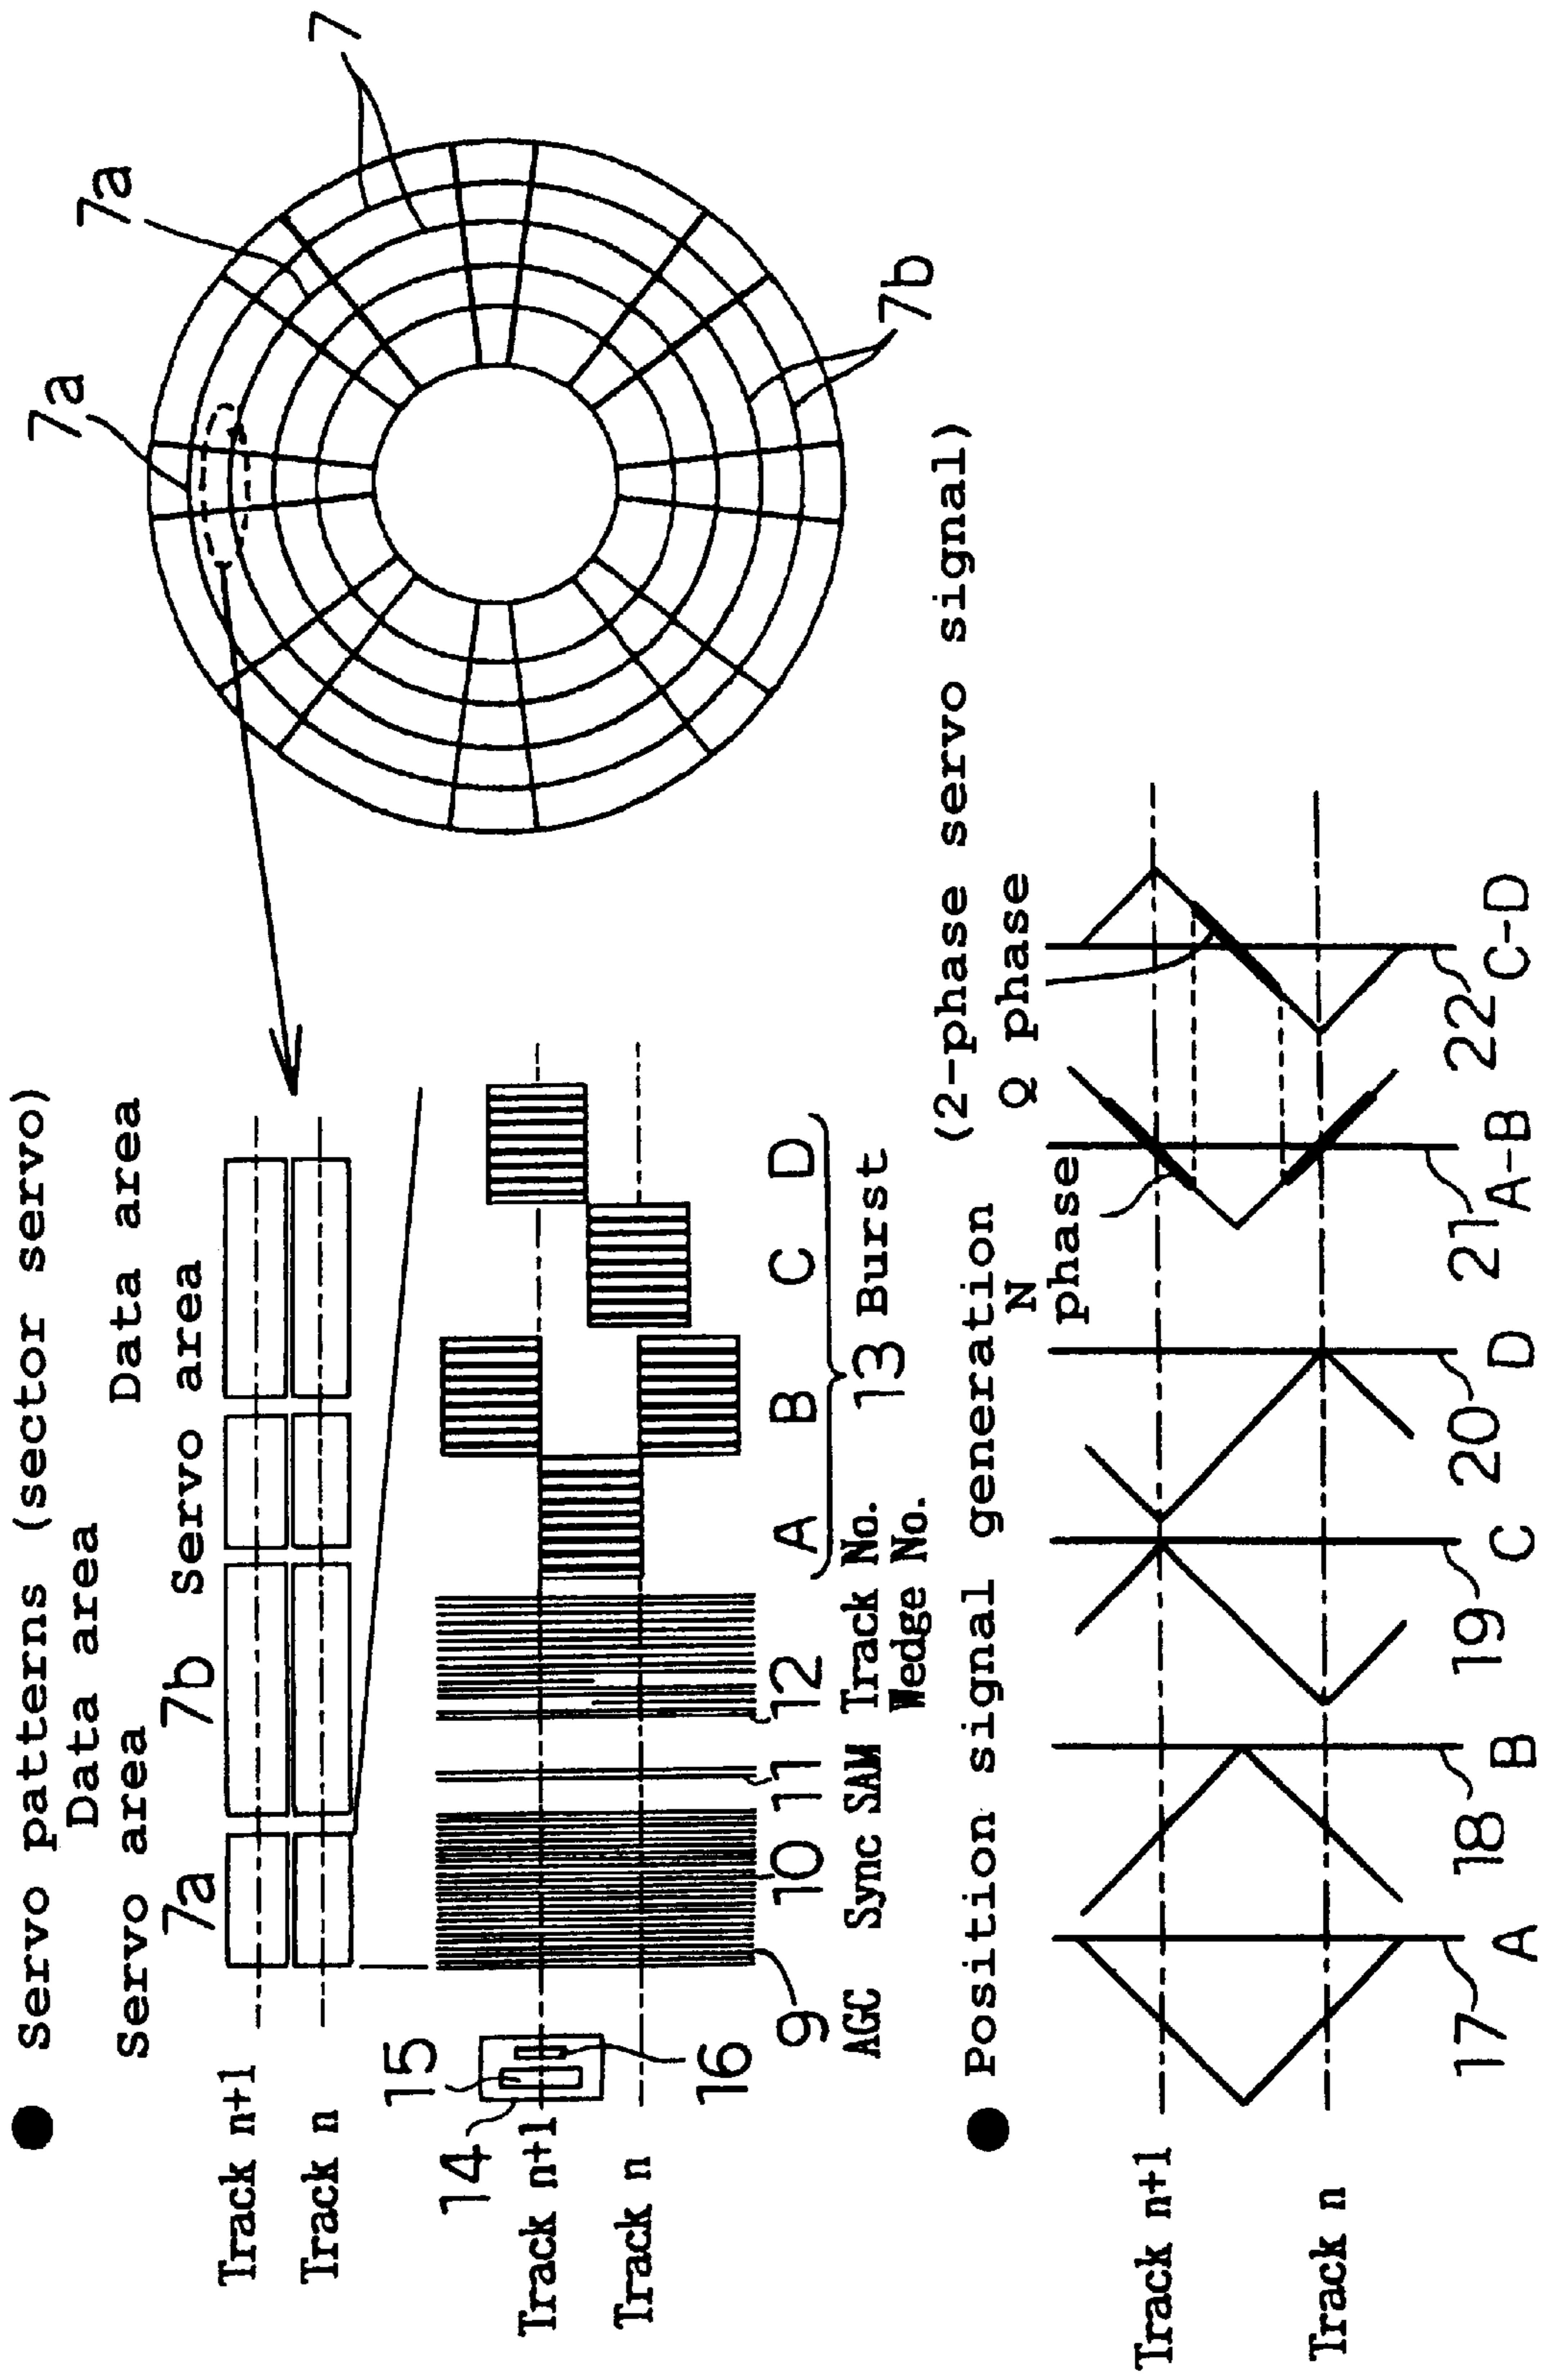 ● Servo patterns (sector servo)
Data area
Data area
Servo area
Servo area
7a
7b
Track n+1
Track n
7a
7a
7
7b
14
15
16
Track n+1
Track n
9
10
11
12
A
B
C
D
AGC
Sync
SAM
Track No.
Wedge No.
13 Burst
● Position signal generation
(2-phase servo signal)
N
phase
Q phase
Track n+1
Track n
17
18
19
20
21
22
A
B
C
D
A-B
C-D